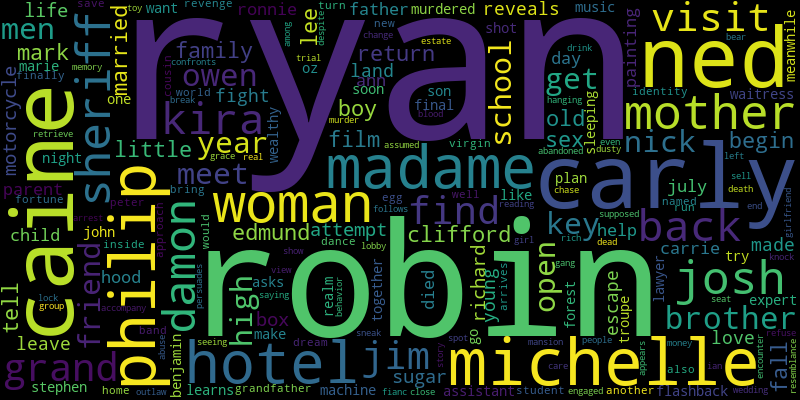 life
want revenge ronnie father murdered reveals turn despite shot among music new save painting visit
men toy lee oz change
mark married family cousin return confronts trial estate memory ryan ned meanwhile
marie one owen world break ann land soon son day drink bear
motorcycle finally sheriff fight wealthy final murder boy blood hanging get school identity waitress
caine retrieve kira film virgin old sleeping mother dusty
night little year grace real assumed sex abandoned even nick begin left
parent fortune meet madame carly sell death
child peter bring woman egg follows well reading like plan chase july named run end girlfriend
john approach edmund attempt find key supposed back
tell inside damon would dance clifford girl open rich help dead carrie made
friend arrest phillip hood high asks show lobby robin young richard go arrives forest gang troupe escape lawyer try knock
leave lock group band saying box view realm behavior together died josh seat expert
accompany persuades make sneak spot people brother
grand abused benjamin hotel jim story michelle mansion appears money love fall encounter refuse
stephen seeing dream sugar care ian also resemblance
home outlaw learns grandfather machine fianc close assistant student engaged another flashback wedding